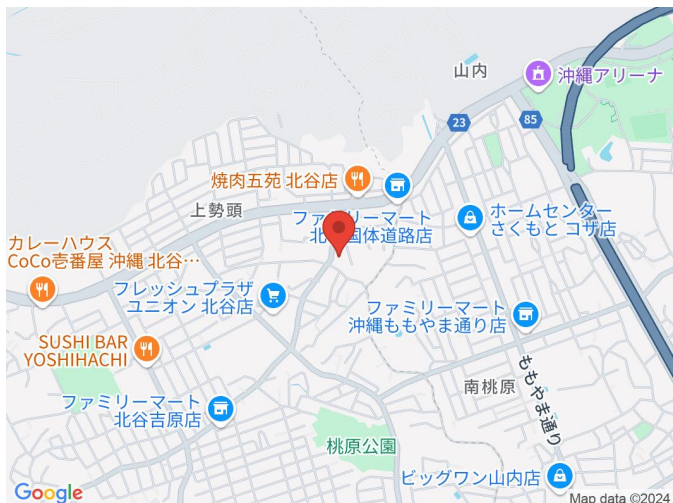 山内
沖縄アリーナ
23
85
焼肉五苑 北谷店
上勢頭
ファミリーマート
北
国体道路店
ホームセンター
さくもと コザ店
カレーハウス
CoCo壱番屋 沖縄 北谷…
フレッシュプラザ
ユニオン 北谷店
ファミリーマート
沖縄ももやま通り店
SUSHI BAR
YOSHIHACHI
ももやま通り
南桃原
ファミリーマート
北谷吉原店
桃原公園
ビッグワン山内店
Google
Map data ©2024